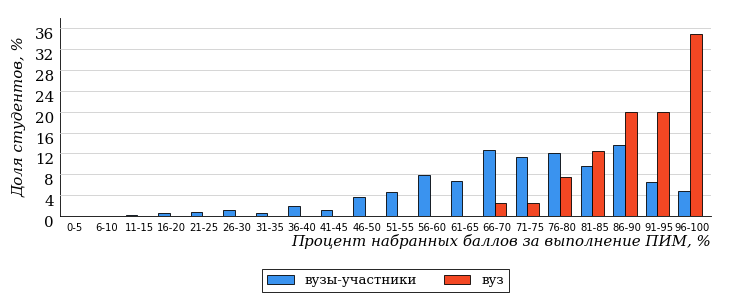 Доля студентов, %
36
32
28
24
20
16
12
8
4
0
0-5 6-10 11-15 16-20 21-25 26-30 31-35 36-40 41-45 46-50 51-55 56-60 61-65 66-70 71-75 76-80 81-85 86-90 91-95 96-100
Процент набранных баллов за выполнение ПИМ, %
вузы-участники вуз